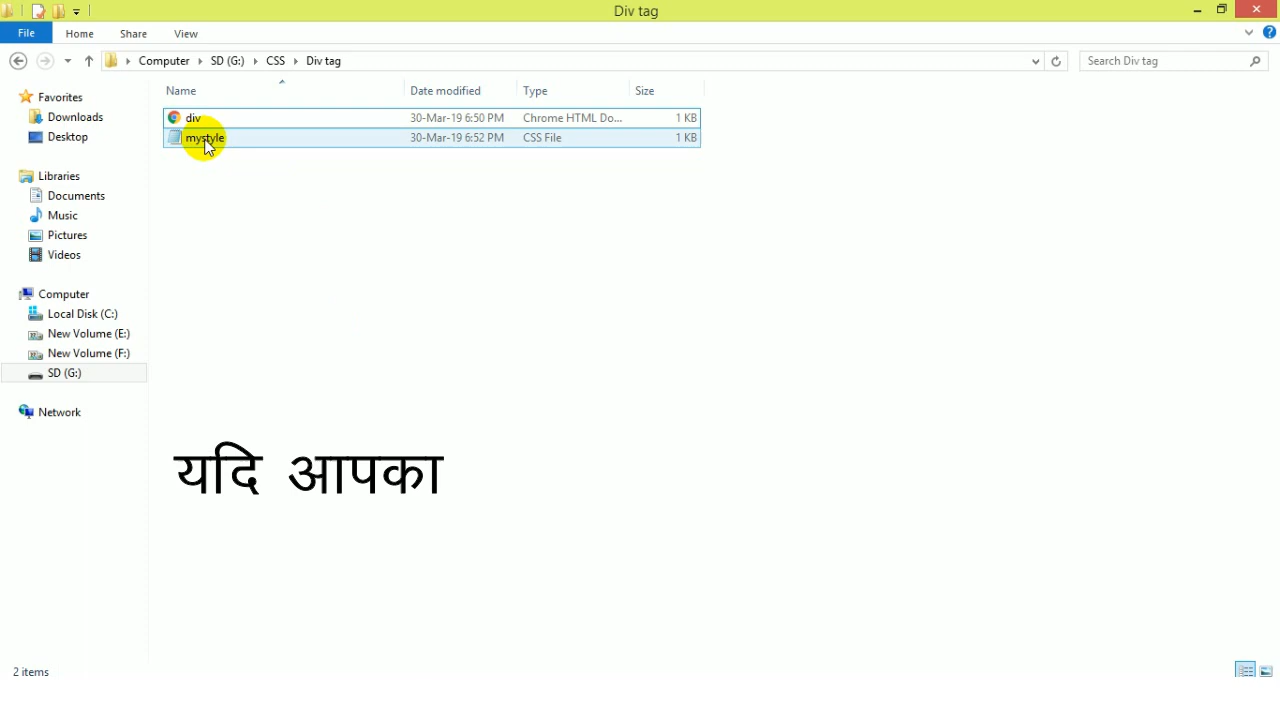 Div tag
File Home Share View
Computer SD (G:) CSS Div tag Search Div tag
Name Date modified Type Size
div 30-Mar-19 6:50 PM Chrome HTML Do... 1 KB
mystyle 30-Mar-19 6:52 PM CSS File 1 KB
Favorites
Downloads
Desktop
Libraries
Documents
Music
Pictures
Videos
Computer
Local Disk (C:)
New Volume (E:)
New Volume (F:)
SD (G:)
Network
यदि आपका
2 items